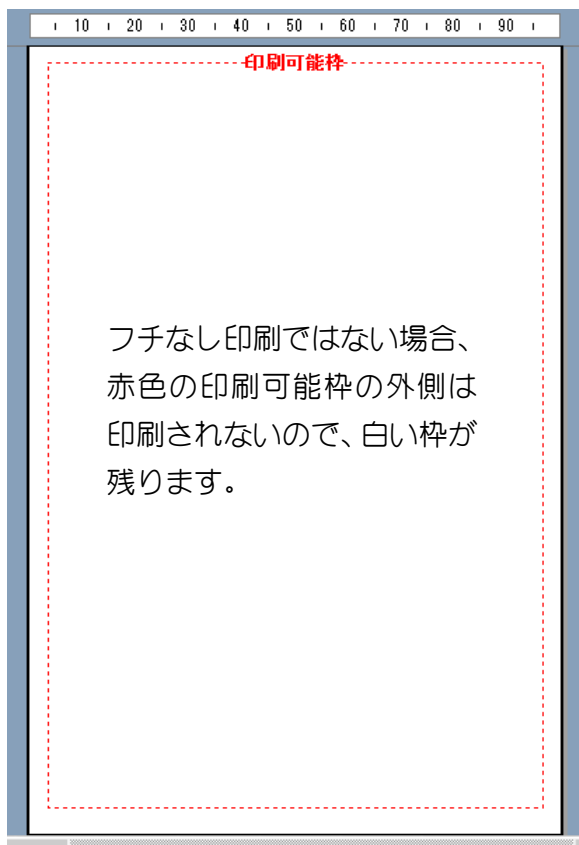 10 20 30 40 50 60 70 80 90
印刷可能枠
フチなし印刷ではない場合、
赤色の印刷可能枠の外側は
印刷されないので、白い枠が
残ります。